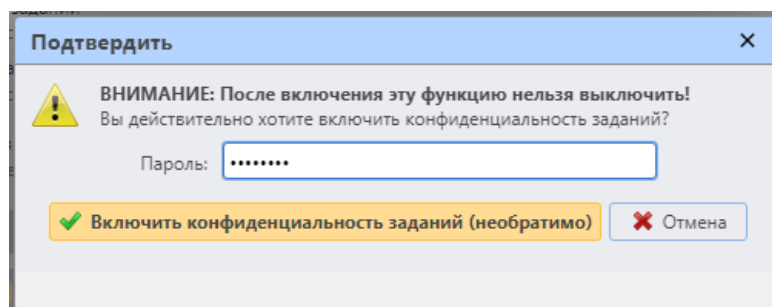 Подтвердить
ВНИМАНИЕ: После включения эту функцию нельзя выключить!
Вы действительно хотите включить конфиденциальность заданий?
Пароль: ••••••••
Включить конфиденциальность заданий (необратимо)
Отмена